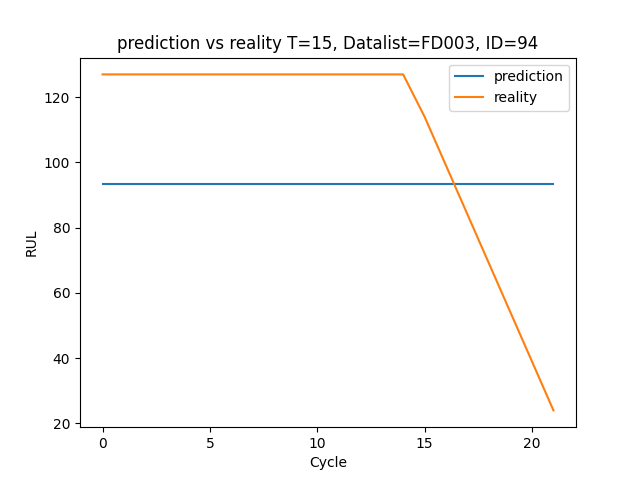 prediction vs reality T=15, Datalist=FD003, ID=94
prediction
reality
RUL
120
100
80
60
40
20
0
5
10
15
20
Cycle